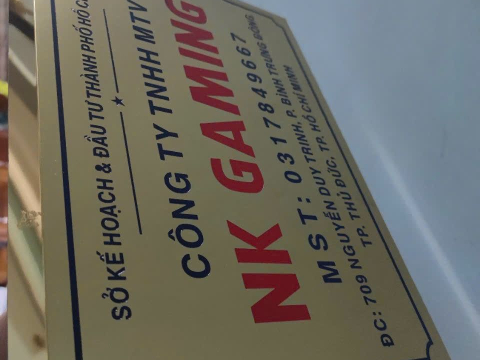 SỞ KẾ HOẠCH & ĐẦU TƯ THÀNH PHỐ HỒ
CÔNG TY TNHH MTV
NK GAMING
MST: 0317849667
ĐC: 709 NGUYỄN DUY TRINH, P. BÌNH TRƯNG ĐÔNG,
TP. THỦ ĐỨC, TP. HỒ CHÍ MINH